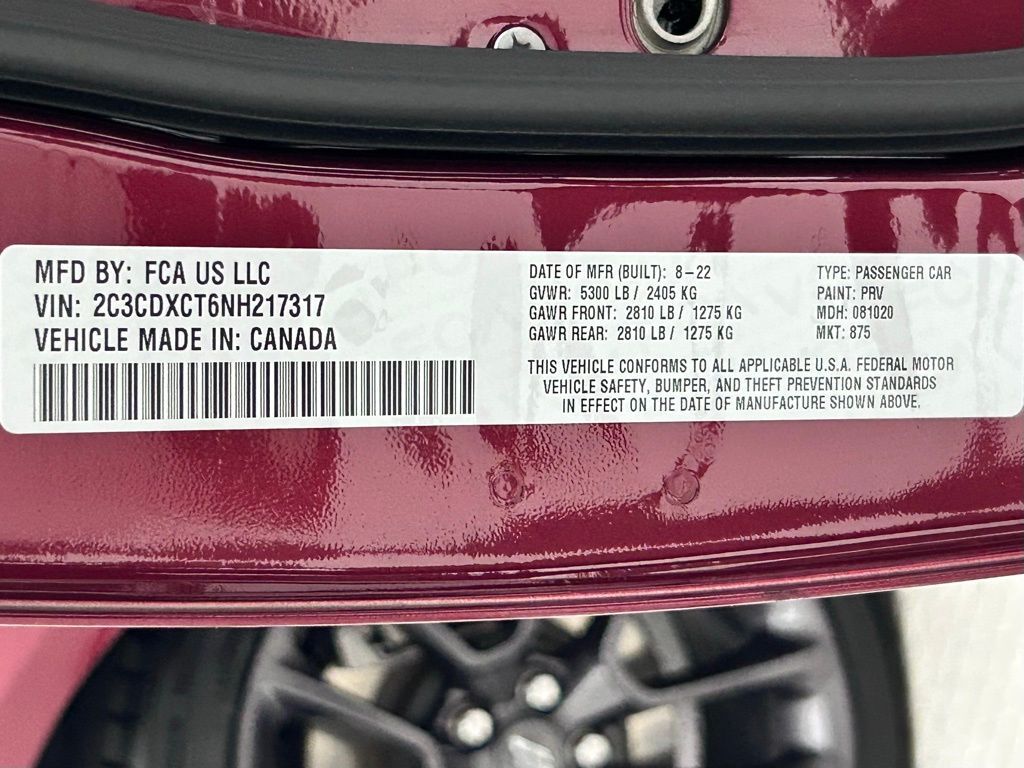 MFD BY: FCA US LLC
VIN: 2C3CDXCT6NH217317
VEHICLE MADE IN: CANADA
DATE OF MFR (BUILT): 8-22
GVWR: 5300 LB / 2405 KG
GAWR FRONT: 2810 LB / 1275 KG
GAWR REAR: 2810 LB / 1275 KG
TYPE: PASSENGER CAR
PAINT: PRV
MDH: 081020
MKT: 875
THIS VEHICLE CONFORMS TO ALL APPLICABLE U.S.A. FEDERAL MOTOR
VEHICLE SAFETY, BUMPER, AND THEFT PREVENTION STANDARDS
IN EFFECT ON THE DATE OF MANUFACTURE SHOWN ABOVE.